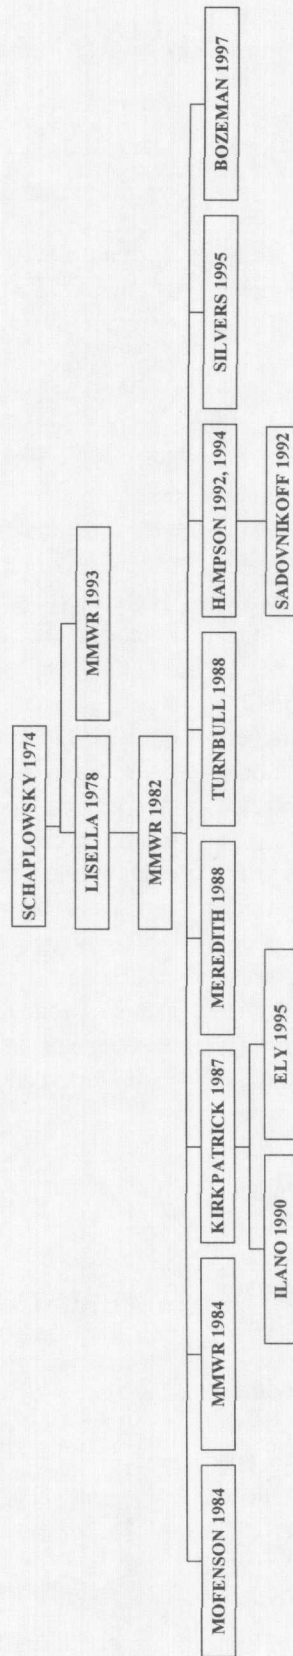 SCHAPLOWSKY 1974
LISELLA 1978
MMWR 1993
MMWR 1982
MOFENSON 1984
MMWR 1984
KIRKPATRICK 1987
MEREDITH 1988
TURNBULL 1988
HAMPSON 1992, 1994
SILVERS 1995
BOZEMAN 1997
ILANO 1990
ELY 1995
SADOVNIKOFF 1992